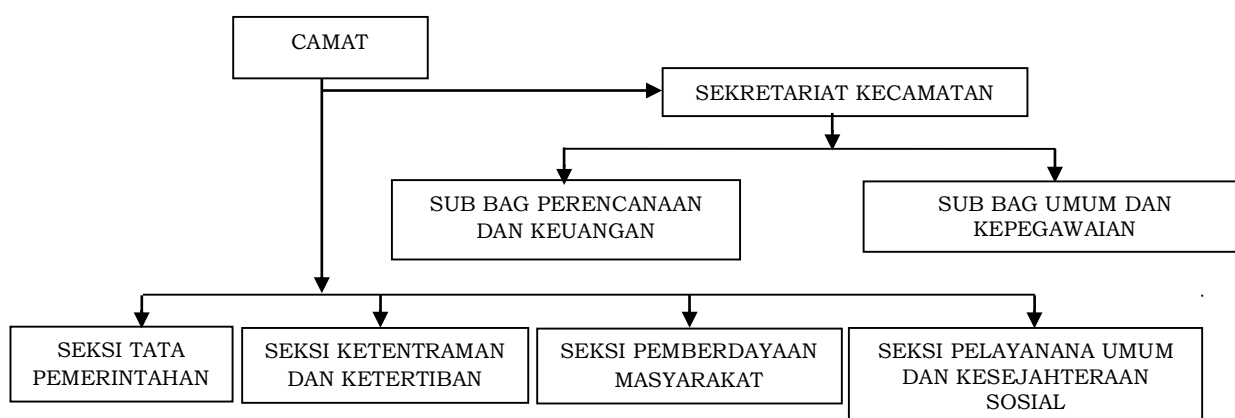 CAMAT
SEKRETARIAT KECAMATAN
SUB BAG PERENCANAAN
DAN KEUANGAN
SUB BAG UMUM DAN
KEPEGAWAIAN
SEKSI TATA
PEMERINTAHAN
SEKSI KETENTRAMAN
DAN KETERTIBAN
SEKSI PEMBERDAYAAN
MASYARAKAT
SEKSI PELAYANANA UMUM
DAN KESEJAHTERAAN
SOSIAL